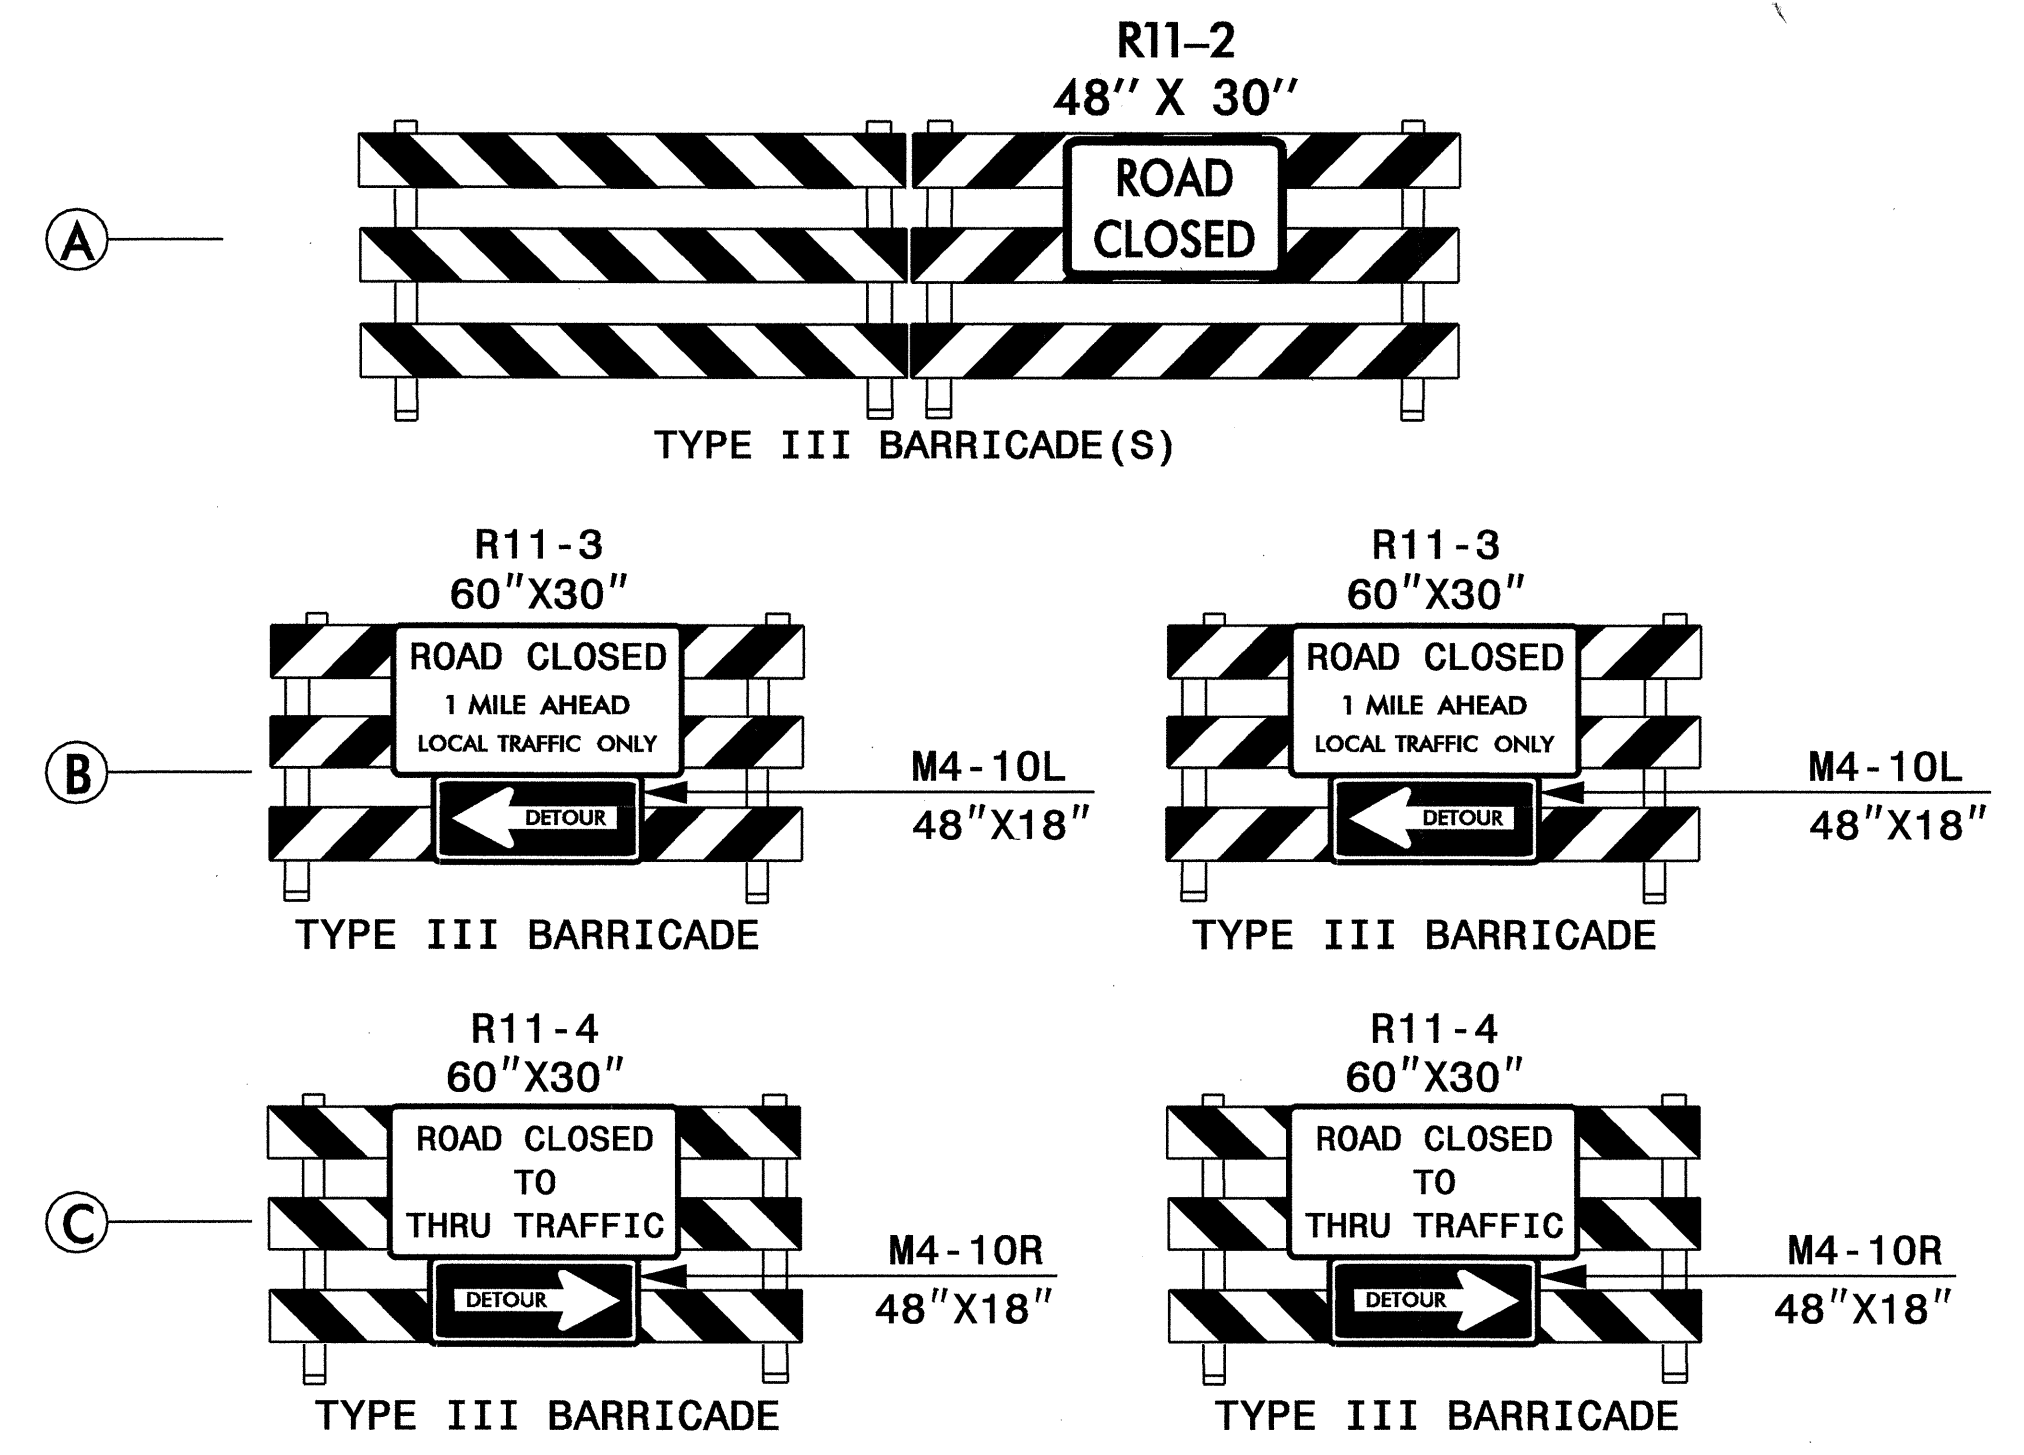 R11-2
48" X 30"
A
ROAD
CLOSED
TYPE III BARRICADE(S)
R11-3
60"X30"
R11-3
60"X30"
B
ROAD CLOSED
1 MILE AHEAD
LOCAL TRAFFIC ONLY
DETOUR
M4-10L
48"X18"
ROAD CLOSED
1 MILE AHEAD
LOCAL TRAFFIC ONLY
DETOUR
M4-10L
48"X18"
TYPE III BARRICADE
TYPE III BARRICADE
R11-4
60"X30"
R11-4
60"X30"
C
ROAD CLOSED
TO
THRU TRAFFIC
DETOUR
M4-10R
48"X18"
ROAD CLOSED
TO
THRU TRAFFIC
DETOUR
M4-10R
48"X18"
TYPE III BARRICADE
TYPE III BARRICADE